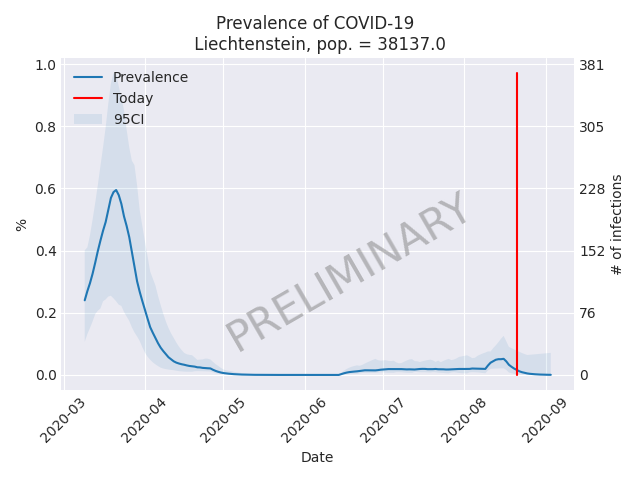 Prevalence of COVID-19
Liechtenstein, pop. = 38137.0
Prevalence
Today
95CI
1.0
0.8
0.6
0.4
0.2
0.0
%
381
305
228
152
76
0
# of infections
PRELIMINARY
2020-03
2020-04
2020-05
2020-06
2020-07
2020-08
2020-09
Date